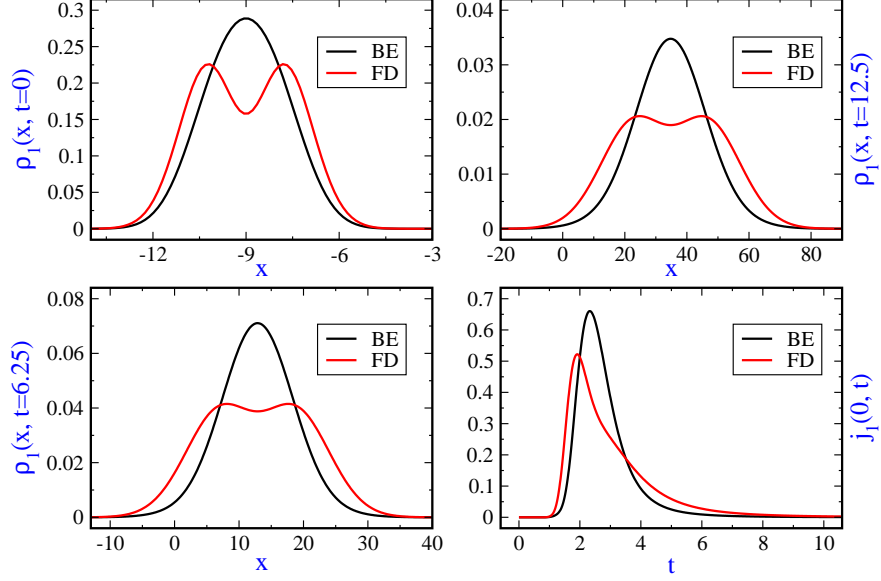 0.3
0.25
0.2
0.15
0.1
0.05
0
-12
-9
-6
-3
x
ρ1(x, t=0)
BE
FD
0.04
0.03
0.02
0.01
0
-20
0
20
40
60
80
x
ρ1(x, t=12.5)
BE
FD
0.08
0.06
0.04
0.02
0
-10
0
10
20
30
40
x
ρ1(x, t=6.25)
BE
FD
0.7
0.6
0.5
0.4
0.3
0.2
0.1
0
0
2
4
6
8
10
t
j1(0, t)
BE
FD